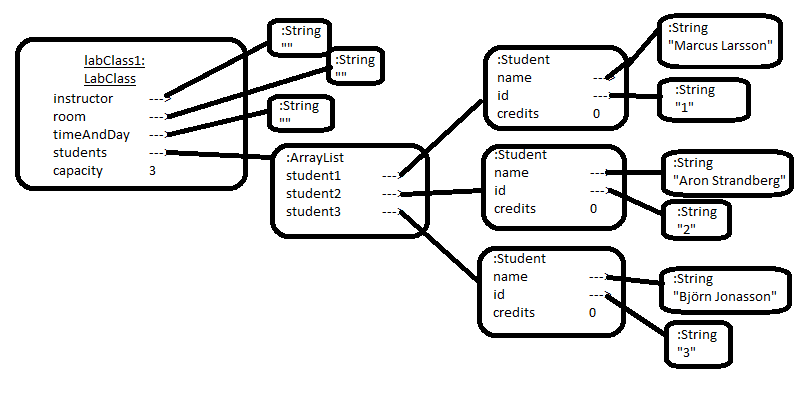 labClass1:
LabClass
instructor --->
room --->
timeAndDay --->
students --->
capacity 3
:String
""
:String
""
:String
""
:ArrayList
student1 --->
student2 --->
student3 --->
:Student
name --->
id --->
credits 0
:String
"Marcus Larsson"
:String
"1"
:Student
name --->
id --->
credits 0
:String
"Aron Strandberg"
:String
"2"
:Student
name --->
id --->
credits 0
:String
"Björn Jonasson"
:String
"3"